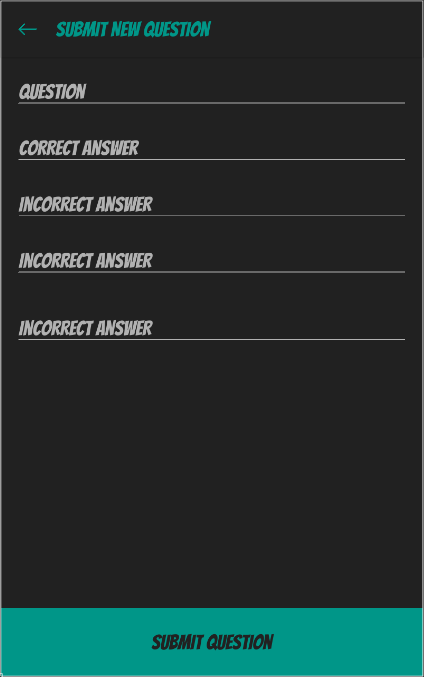 SUBMIT NEW QUESTION
QUESTION
CORRECT ANSWER
INCORRECT ANSWER
INCORRECT ANSWER
INCORRECT ANSWER
SUBMIT QUESTION